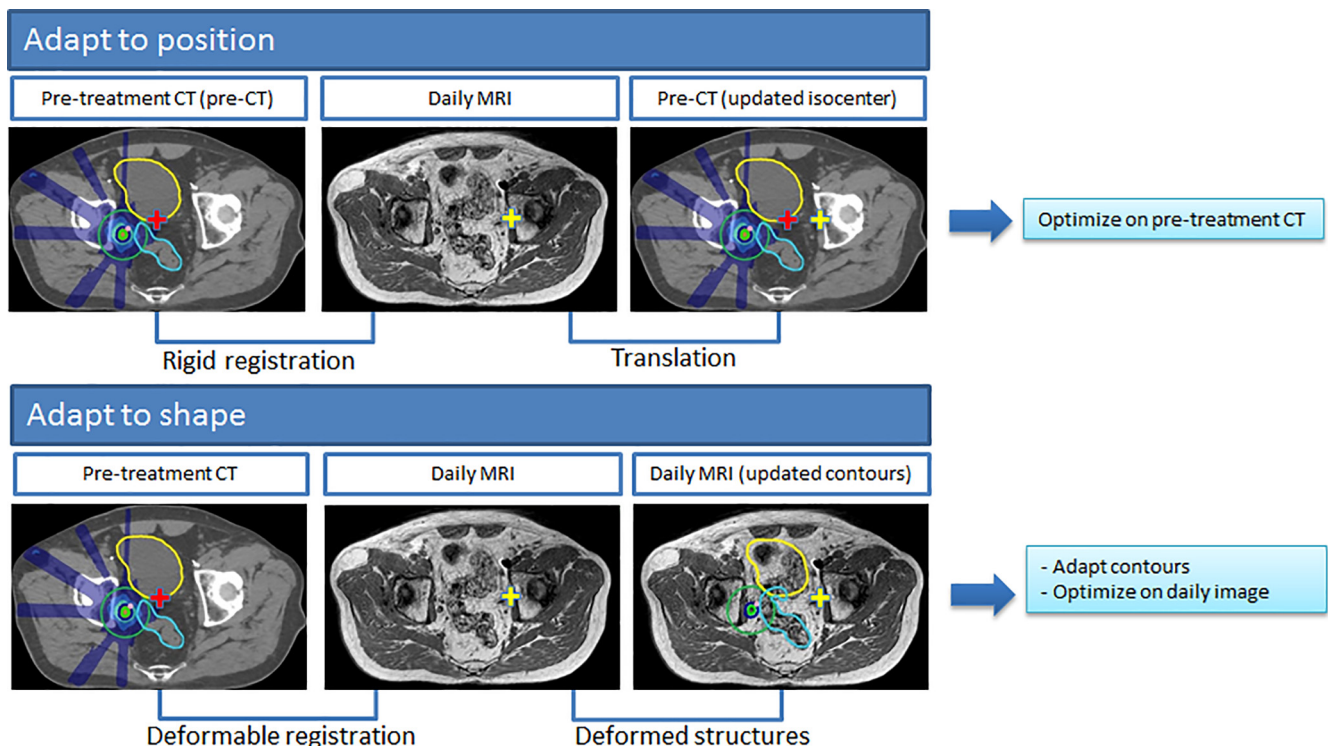 Adapt to position
Pre-treatment CT (pre-CT)
Daily MRI
Pre-CT (updated isocenter)
Optimize on pre-treatment CT
Rigid registration
Translation
Adapt to shape
Pre-treatment CT
Daily MRI
Daily MRI (updated contours)
- Adapt contours
- Optimize on daily image
Deformable registration
Deformed structures